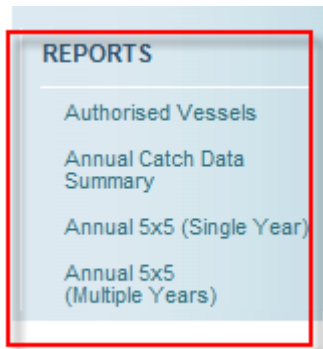 REPORTS
Authorised Vessels
Annual Catch Data
Summary
Annual 5x5 (Single Year)
Annual 5x5
(Multiple Years)